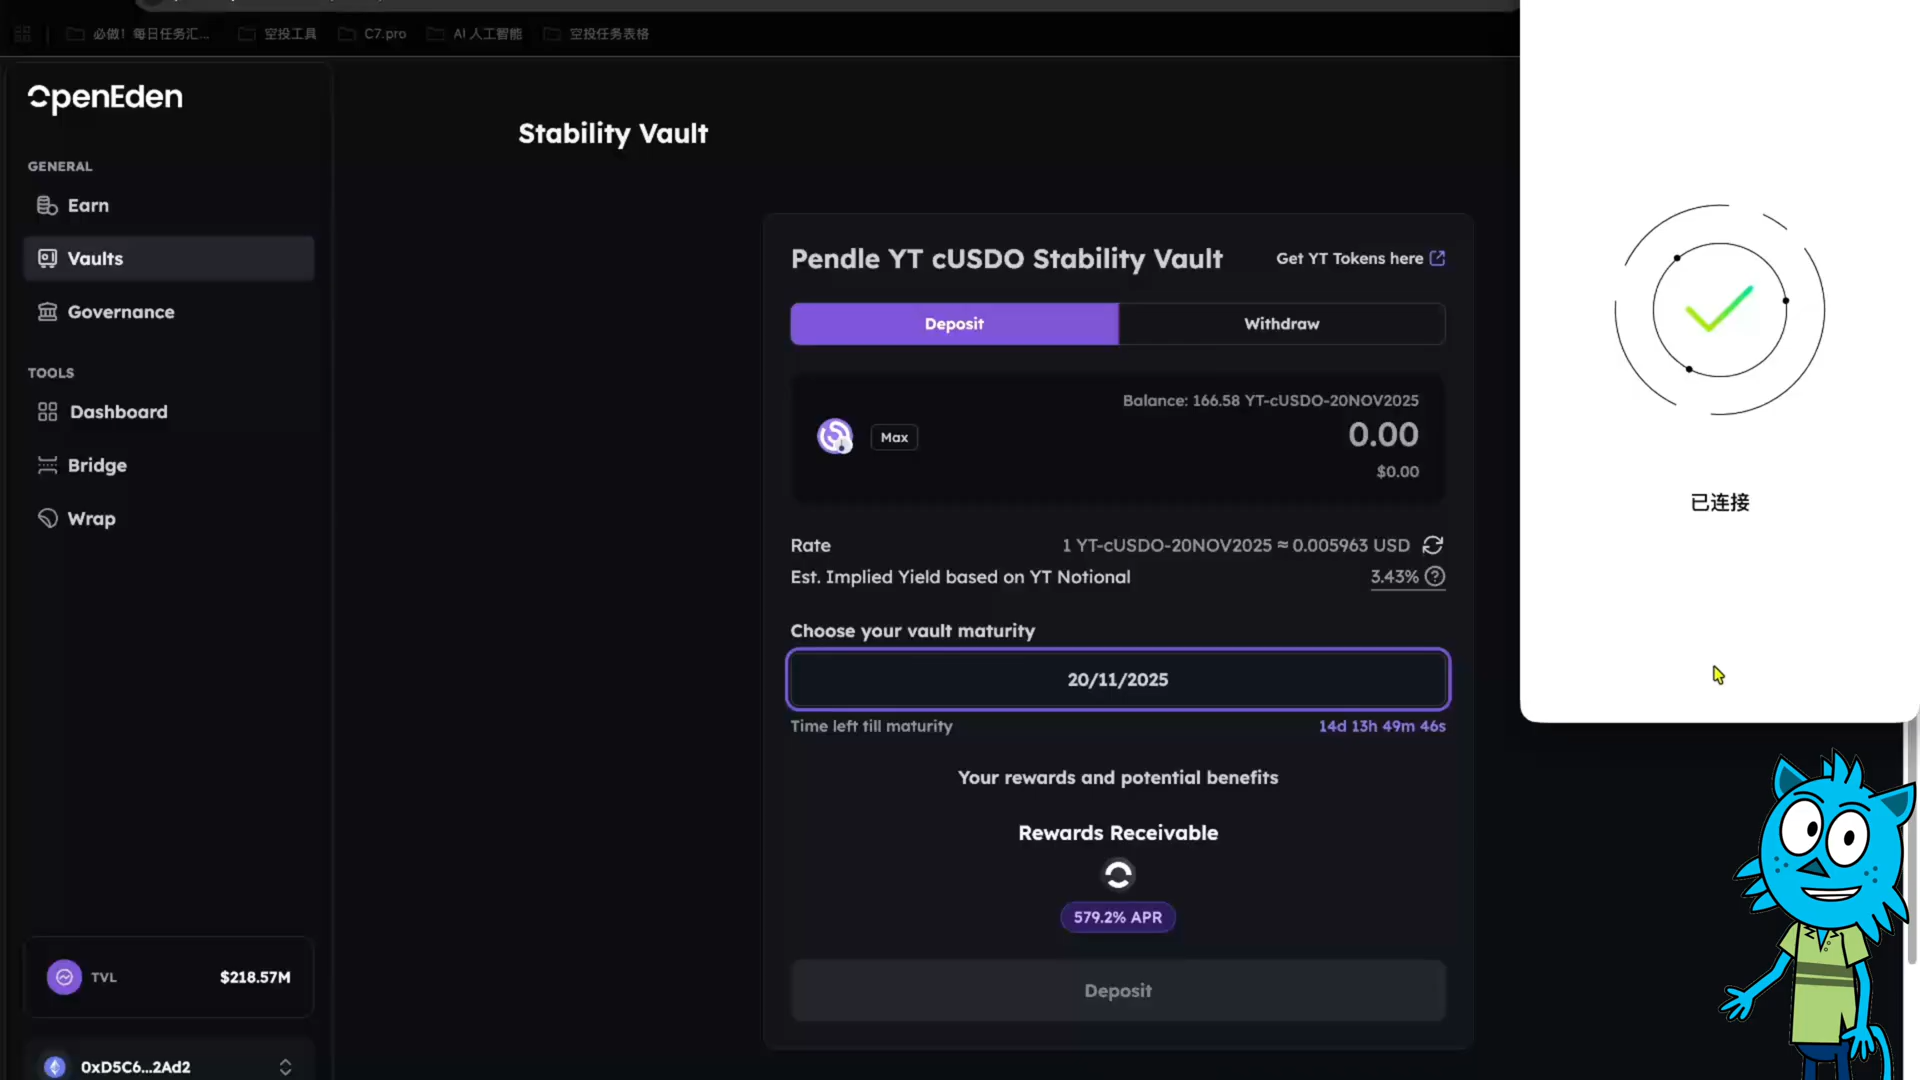 必做！每日任务汇...
空投工具
C7.pro
AI 人工智能
空投任务表格
OpenEden
GENERAL
Earn
Vaults
Governance
TOOLS
Dashboard
Bridge
Wrap
TVL
$218.57M
0xD5C6...2Ad2
Stability Vault
Pendle YT cUSDO Stability Vault
Get YT Tokens here
Deposit
Withdraw
Balance: 166.58 YT-cUSDO-20NOV2025
Max
0.00
$0.00
Rate
1 YT-cUSDO-20NOV2025 ≈ 0.005963 USD
Est. Implied Yield based on YT Notional
3.43%
Choose your vault maturity
20/11/2025
Time left till maturity
14d 13h 49m 46s
Your rewards and potential benefits
Rewards Receivable
579.2% APR
Deposit
已连接